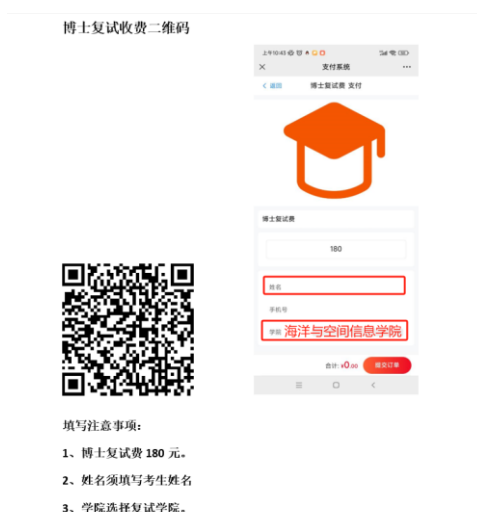 博士复试收费二维码
上午10:43
支付系统
返回 博士复试费 支付
博士复试费
180
姓名
手机号
学院 海洋与空间信息学院
合计: ¥0.00 提交订单
填写注意事项：
1、博士复试费 180 元。
2、姓名须填写考生姓名
3、学院选择复试学院。